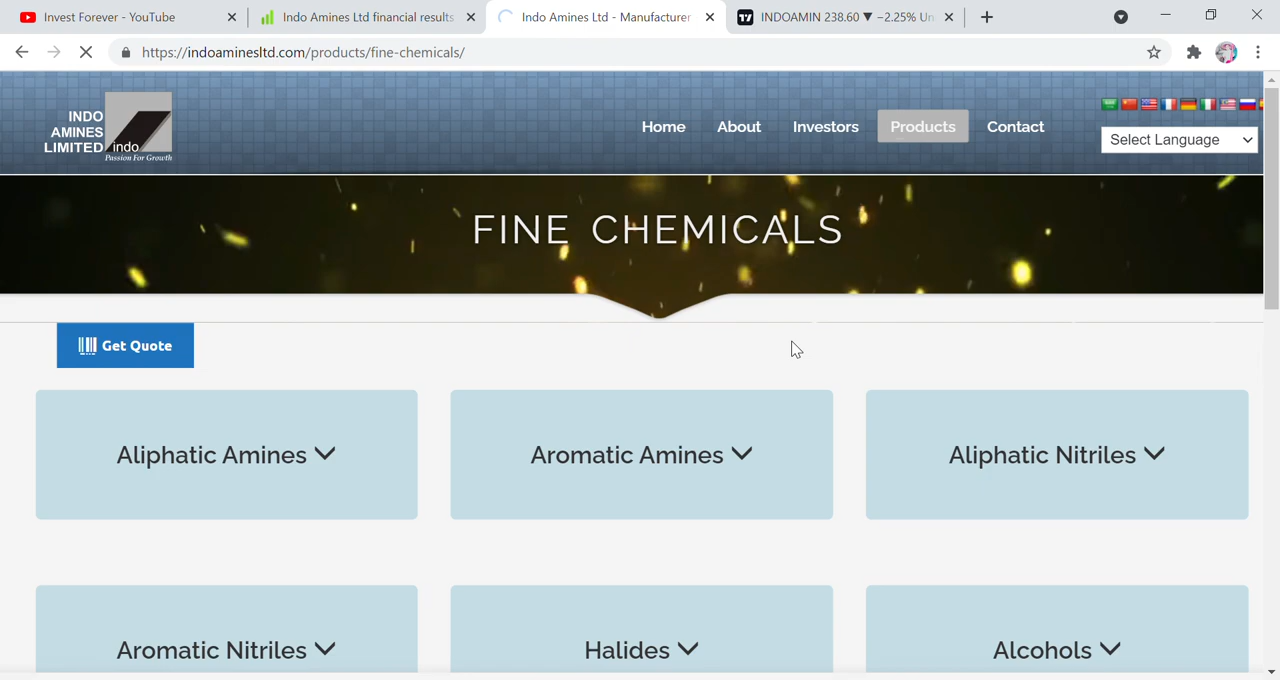 Invest Forever - YouTube
Indo Amines Ltd financial results
Indo Amines Ltd - Manufacturer
INDOAMIN 238.60 ▼ −2.25% Un
https://indoaminesltd.com/products/fine-chemicals/
INDO
AMINES
LIMITED
indo
Passion For Growth
Home
About
Investors
Products
Contact
Select Language
FINE CHEMICALS
Get Quote
Aliphatic Amines
Aromatic Amines
Aliphatic Nitriles
Aromatic Nitriles
Halides
Alcohols